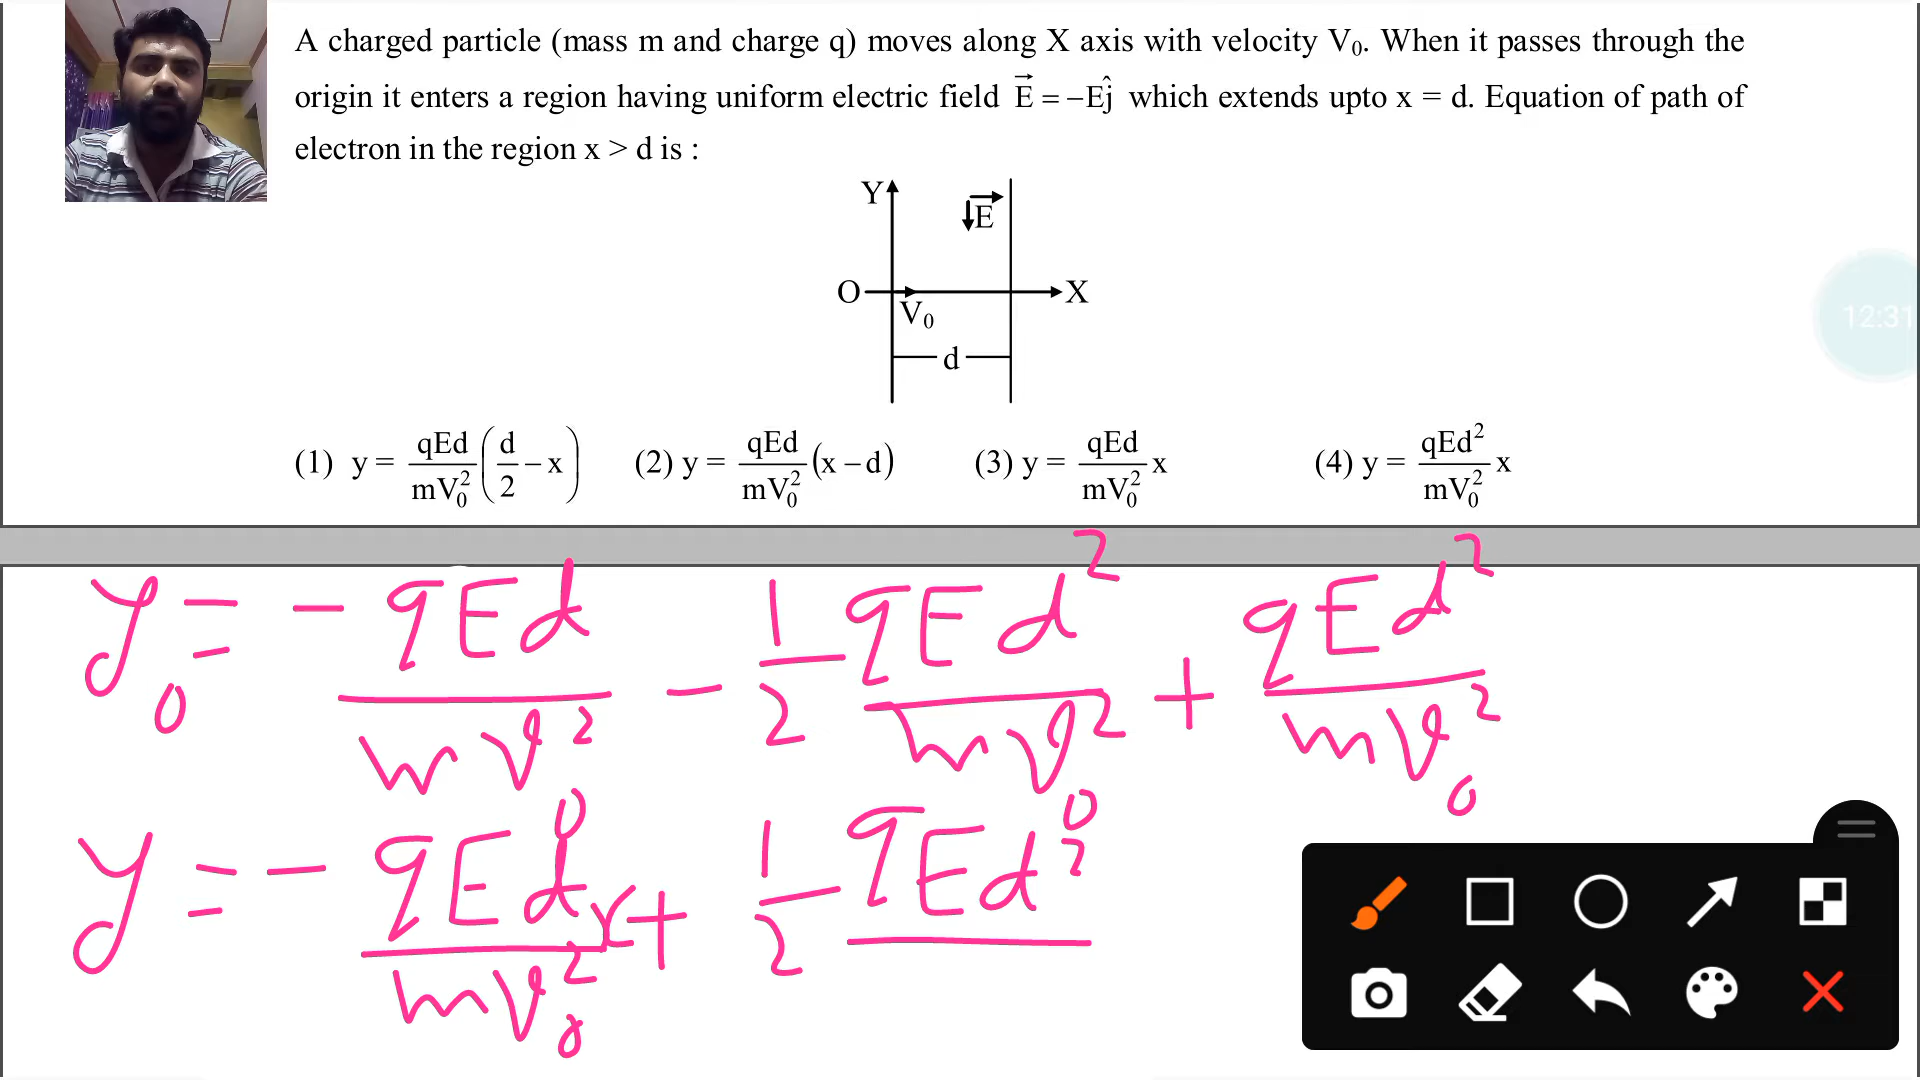 A charged particle (mass m and charge q) moves along X axis with velocity V₀. When it passes through the
origin it enters a region having uniform electric field E⃗ = −Eĵ which extends upto x = d. Equation of path of
electron in the region x > d is :
Y
E⃗
O
X
V₀
d
12:31
(1) y = qEd/mV₀² (d/2 − x) (2) y = qEd/mV₀² (x − d) (3) y = qEd/mV₀² x (4) y = qEd²/mV₀² x
y₀ = − qEd/mV₀² − 1/2 qEd²/mV₀² + qEd²/mV₀²
y = − qEd/mV₀² x + 1/2 qEd²